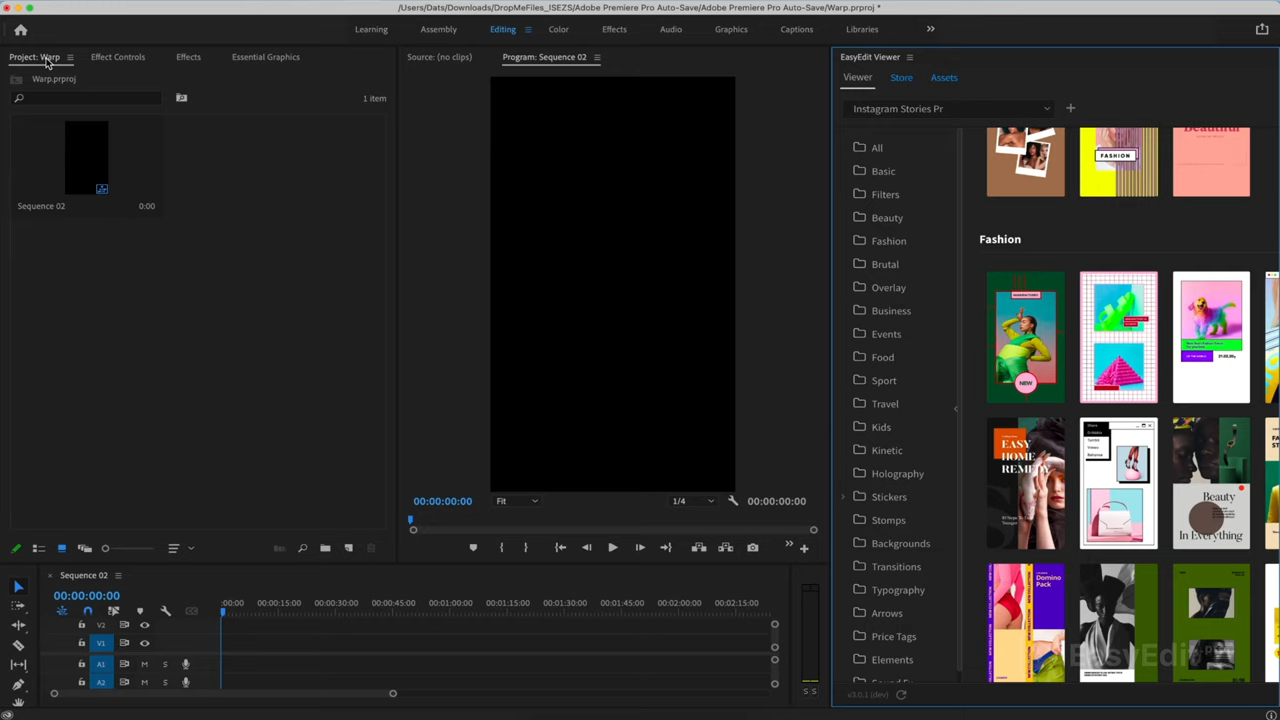 /Users/Dats/Downloads/DropMeFiles_ISEZS/Adobe Premiere Pro Auto-Save/Adobe Premiere Pro Auto-Save/Warp.prproj *
Learning Assembly Editing Color Effects Audio Graphics Captions Libraries
Project: Warp Effect Controls Effects Essential Graphics
Warp.prproj
1 item
Sequence 02 0:00
Source: (no clips) Program: Sequence 02
00:00:00:00 Fit 1/4 00:00:00:00
EasyEdit Viewer
Viewer Store Assets
Instagram Stories Pr
All
Basic
Filters
Beauty
Fashion
Brutal
Overlay
Business
Events
Food
Sport
Travel
Kids
Kinetic
Holography
Stickers
Stomps
Backgrounds
Transitions
Typography
Arrows
Price Tags
Elements
v3.0.1 (dev)
FASHION
Beautiful
Fashion
NEW
EASY
HOME
REMEDY
Beauty
In Everything
Domino
Pack
EasyEdit
Sequence 02
00:00:00:00
:00:00 00:00:15:00 00:00:30:00 00:00:45:00 00:01:00:00 00:01:15:00 00:01:30:00 00:01:45:00 00:02:00:00 00:02:15:00
V2
V1
A1 M S
A2 M S
S S